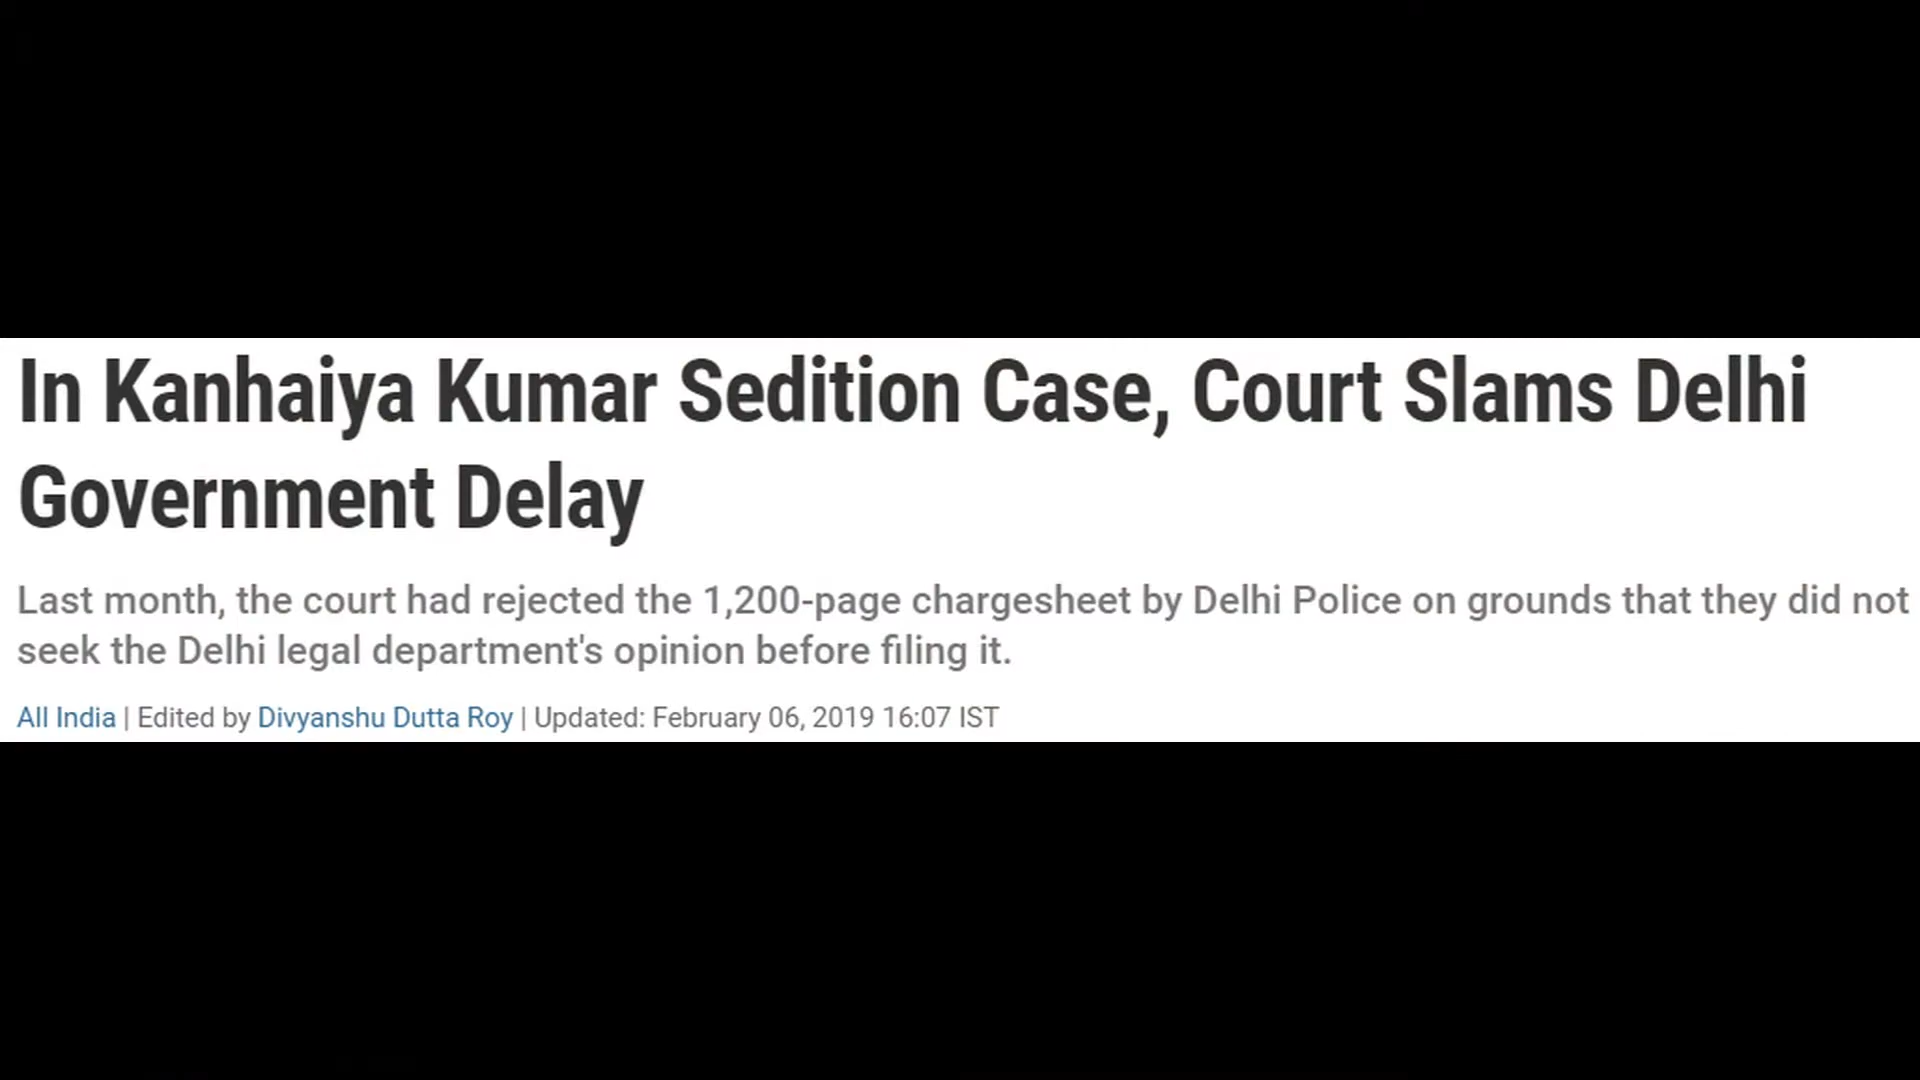 In Kanhaiya Kumar Sedition Case, Court Slams Delhi
Government Delay
Last month, the court had rejected the 1,200-page chargesheet by Delhi Police on grounds that they did not
seek the Delhi legal department's opinion before filing it.
All India | Edited by Divyanshu Dutta Roy | Updated: February 06, 2019 16:07 IST